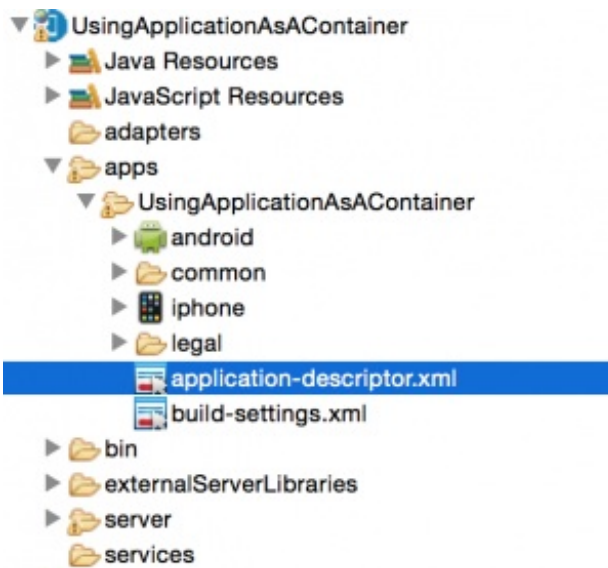 UsingApplicationAsAContainer
Java Resources
JavaScript Resources
adapters
apps
UsingApplicationAsAContainer
android
common
iphone
legal
application-descriptor.xml
build-settings.xml
bin
externalServerLibraries
server
services